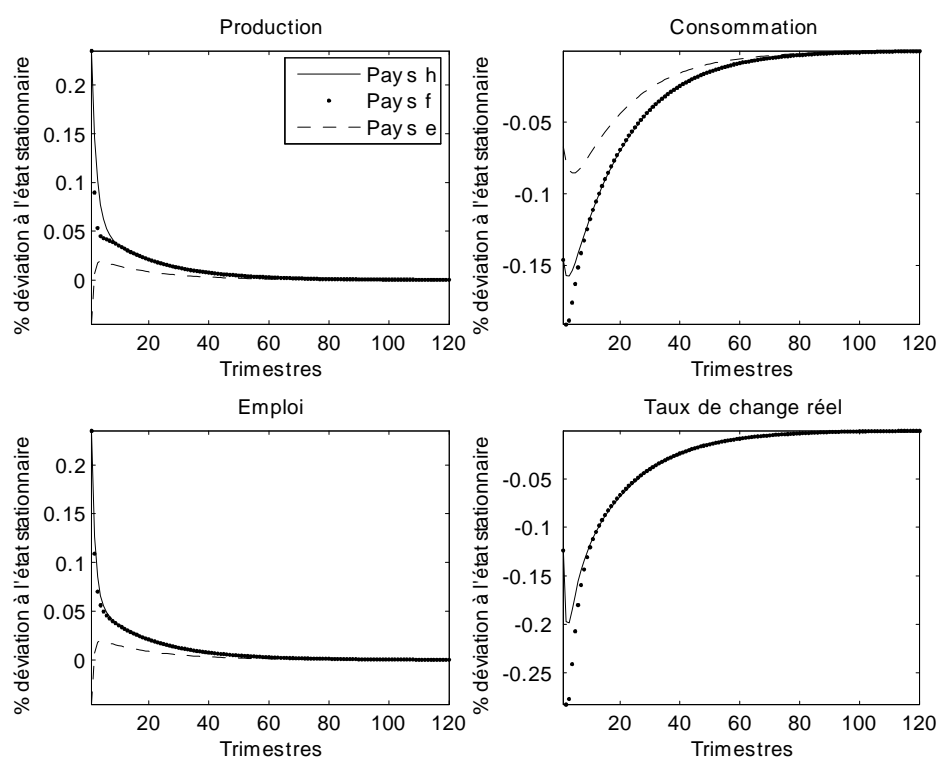 Production
% déviation à l'état stationnaire
0.2
0.15
0.1
0.05
0
Pays h
Pays f
Pays e
20 40 60 80 100 120
Trimestres
Consommation
% déviation à l'état stationnaire
-0.05
-0.1
-0.15
20 40 60 80 100 120
Trimestres
Emploi
% déviation à l'état stationnaire
0.2
0.15
0.1
0.05
0
20 40 60 80 100 120
Trimestres
Taux de change réel
% déviation à l'état stationnaire
-0.05
-0.1
-0.15
-0.2
-0.25
20 40 60 80 100 120
Trimestres